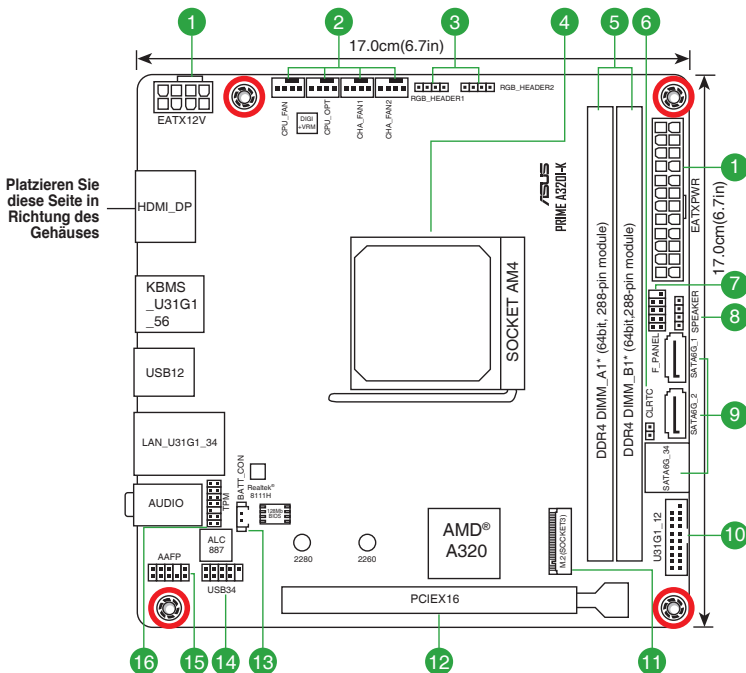 1
2
3
4
5
6
17.0cm(6.7in)
EATX12V
CPU_FAN
DIGI
+VRM
CPU_OPT
CHA_FAN1
CHA_FAN2
RGB_HEADER1
RGB_HEADER2
1
EATXPWR
17.0cm(6.7in)
Platzieren Sie
diese Seite in
Richtung des
Gehäuses
HDMI_DP
ASUS
PRIME A320I-K
KBMS
_U31G1
_56
SOCKET AM4
DDR4 DIMM_A1* (64bit, 288-pin module)
DDR4 DIMM_B1* (64bit,288-pin module)
7
8
F_PANEL
SPEAKER
SATA6G_1
USB12
CLRTC
SATA6G_2
9
LAN_U31G1_34
SATA6G_34
BATT_CON
Realtek®
8111H
AUDIO
TPM
128Mb
BIOS
ALC
887
AMD®
A320
M.2(SOCKET3)
U31G1_12
10
2280
2260
AAFP
USB34
PCIEX16
16
15
14
13
12
11